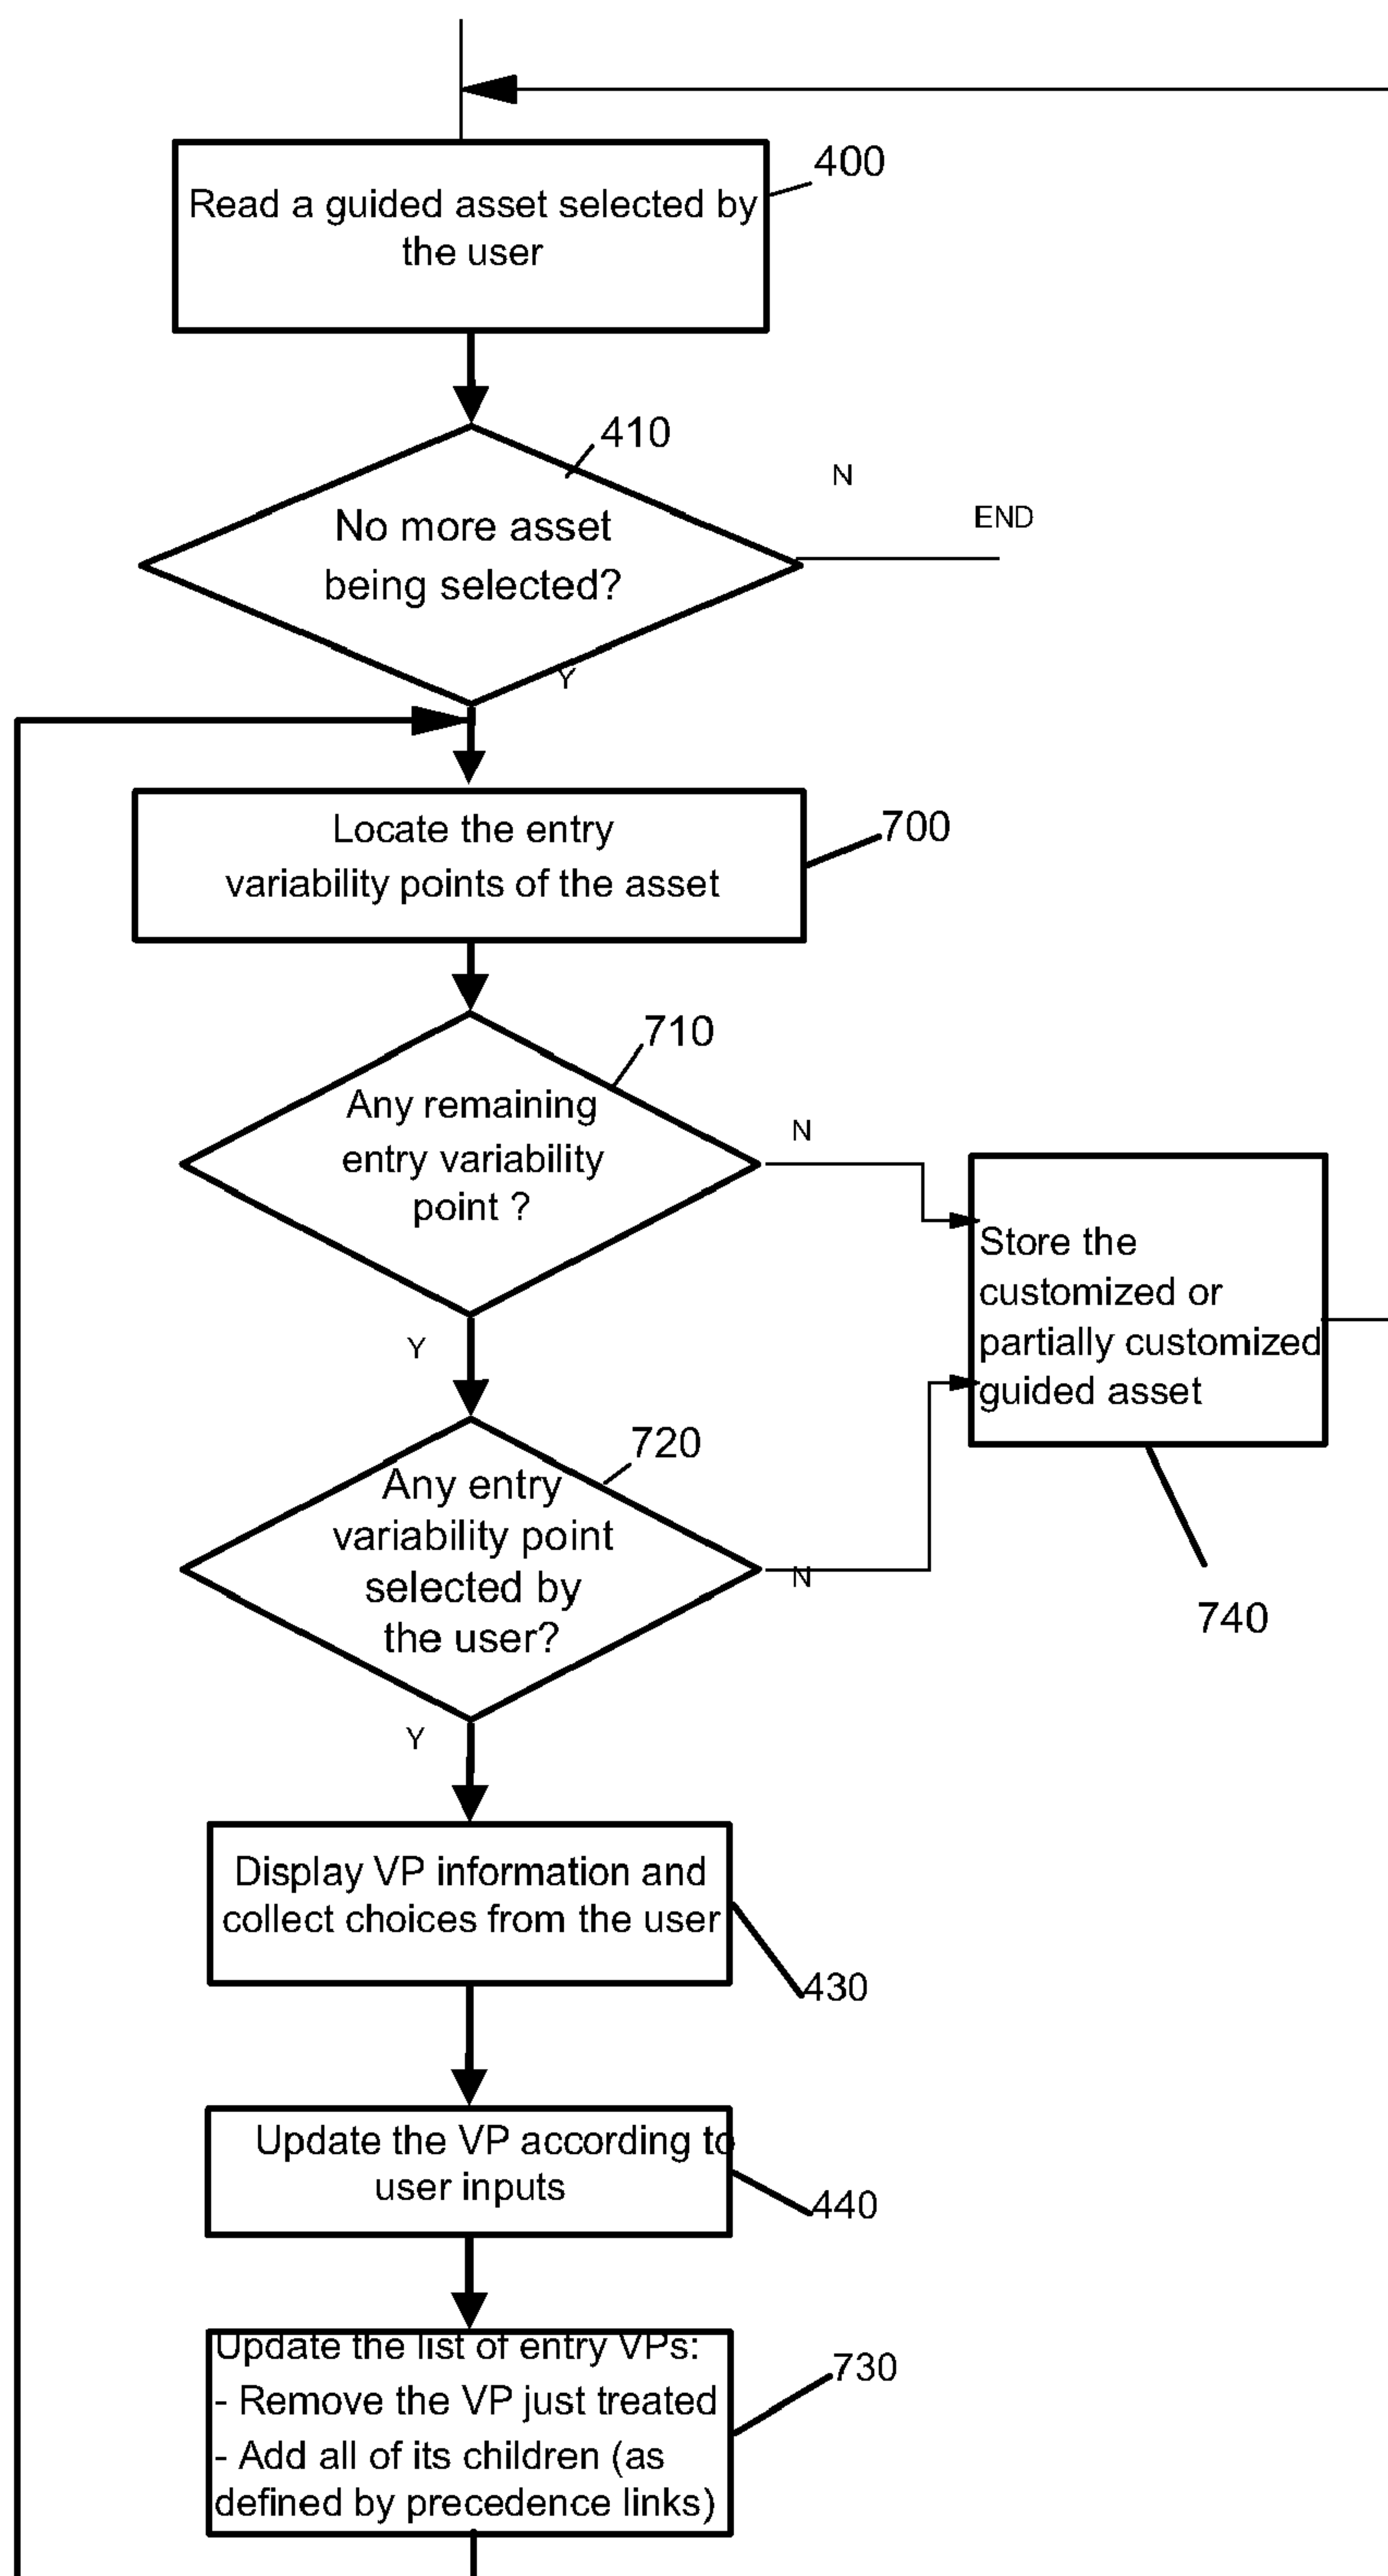 400
Read a guided asset selected by
the user
410
N
END
No more asset
being selected?
Y
700
Locate the entry
variability points of the asset
710
Any remaining
entry variability
point ?
N
Y
Store the
customized or
partially customized
guided asset
720
Any entry
variability point
selected by
the user?
N
740
Y
Display VP information and
collect choices from the user
430
Update the VP according to
user inputs
440
Update the list of entry VPs:
- Remove the VP just treated
- Add all of its children (as
defined by precedence links)
730